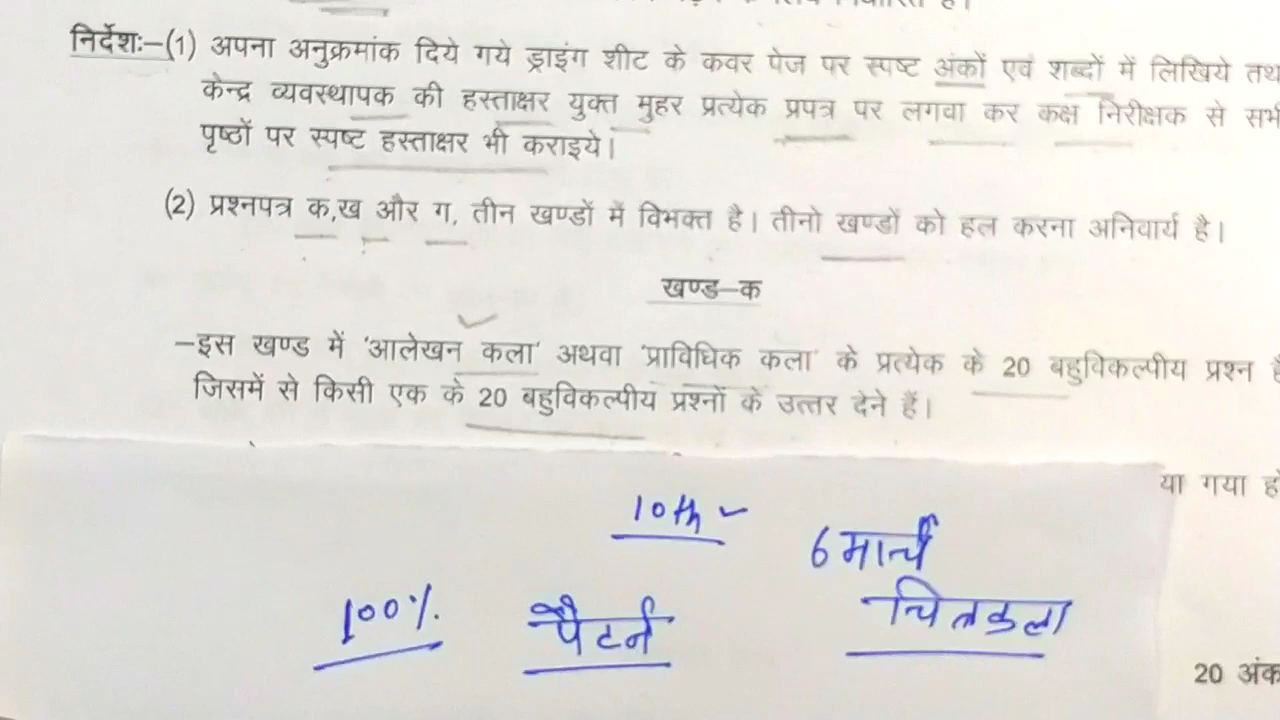 निर्देशः–(1) अपना अनुक्रमांक दिये गये ड्राइंग शीट के कवर पेज पर स्पष्ट अंकों एवं शब्दों में लिखिये तथ
केन्द्र व्यवस्थापक की हस्ताक्षर युक्त मुहर प्रत्येक प्रपत्र पर लगवा कर कक्ष निरीक्षक से सभ
पृष्ठों पर स्पष्ट हस्ताक्षर भी कराइये।
(2) प्रश्नपत्र क,ख और ग, तीन खण्डों में विभक्त है। तीनो खण्डों को हल करना अनिवार्य है।
खण्ड–क
–इस खण्ड में 'आलेखन कला' अथवा 'प्राविधिक कला' के प्रत्येक के 20 बहुविकल्पीय प्रश्न है
जिसमें से किसी एक के 20 बहुविकल्पीय प्रश्नों के उत्तर देने हैं।
या गया हो
10th
6 मार्च
100% पैटर्न चित्रकला
20 अंक